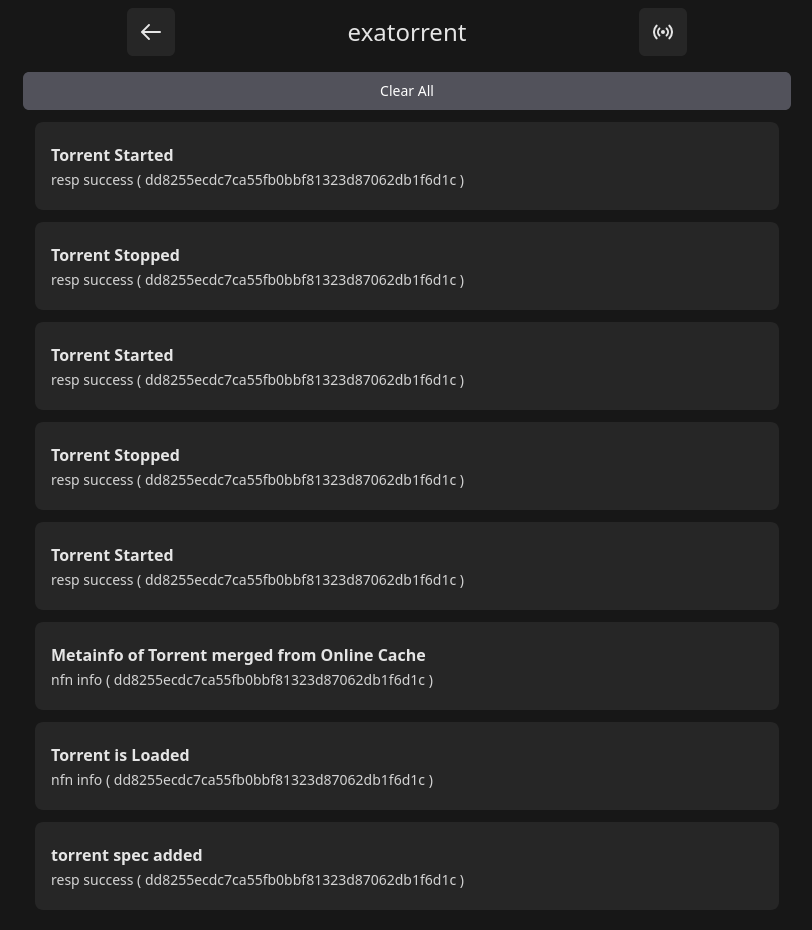 exatorrent
Clear All
Torrent Started
resp success ( dd8255ecdc7ca55fb0bbf81323d87062db1f6d1c )
Torrent Stopped
resp success ( dd8255ecdc7ca55fb0bbf81323d87062db1f6d1c )
Torrent Started
resp success ( dd8255ecdc7ca55fb0bbf81323d87062db1f6d1c )
Torrent Stopped
resp success ( dd8255ecdc7ca55fb0bbf81323d87062db1f6d1c )
Torrent Started
resp success ( dd8255ecdc7ca55fb0bbf81323d87062db1f6d1c )
Metainfo of Torrent merged from Online Cache
nfn info ( dd8255ecdc7ca55fb0bbf81323d87062db1f6d1c )
Torrent is Loaded
nfn info ( dd8255ecdc7ca55fb0bbf81323d87062db1f6d1c )
torrent spec added
resp success ( dd8255ecdc7ca55fb0bbf81323d87062db1f6d1c )